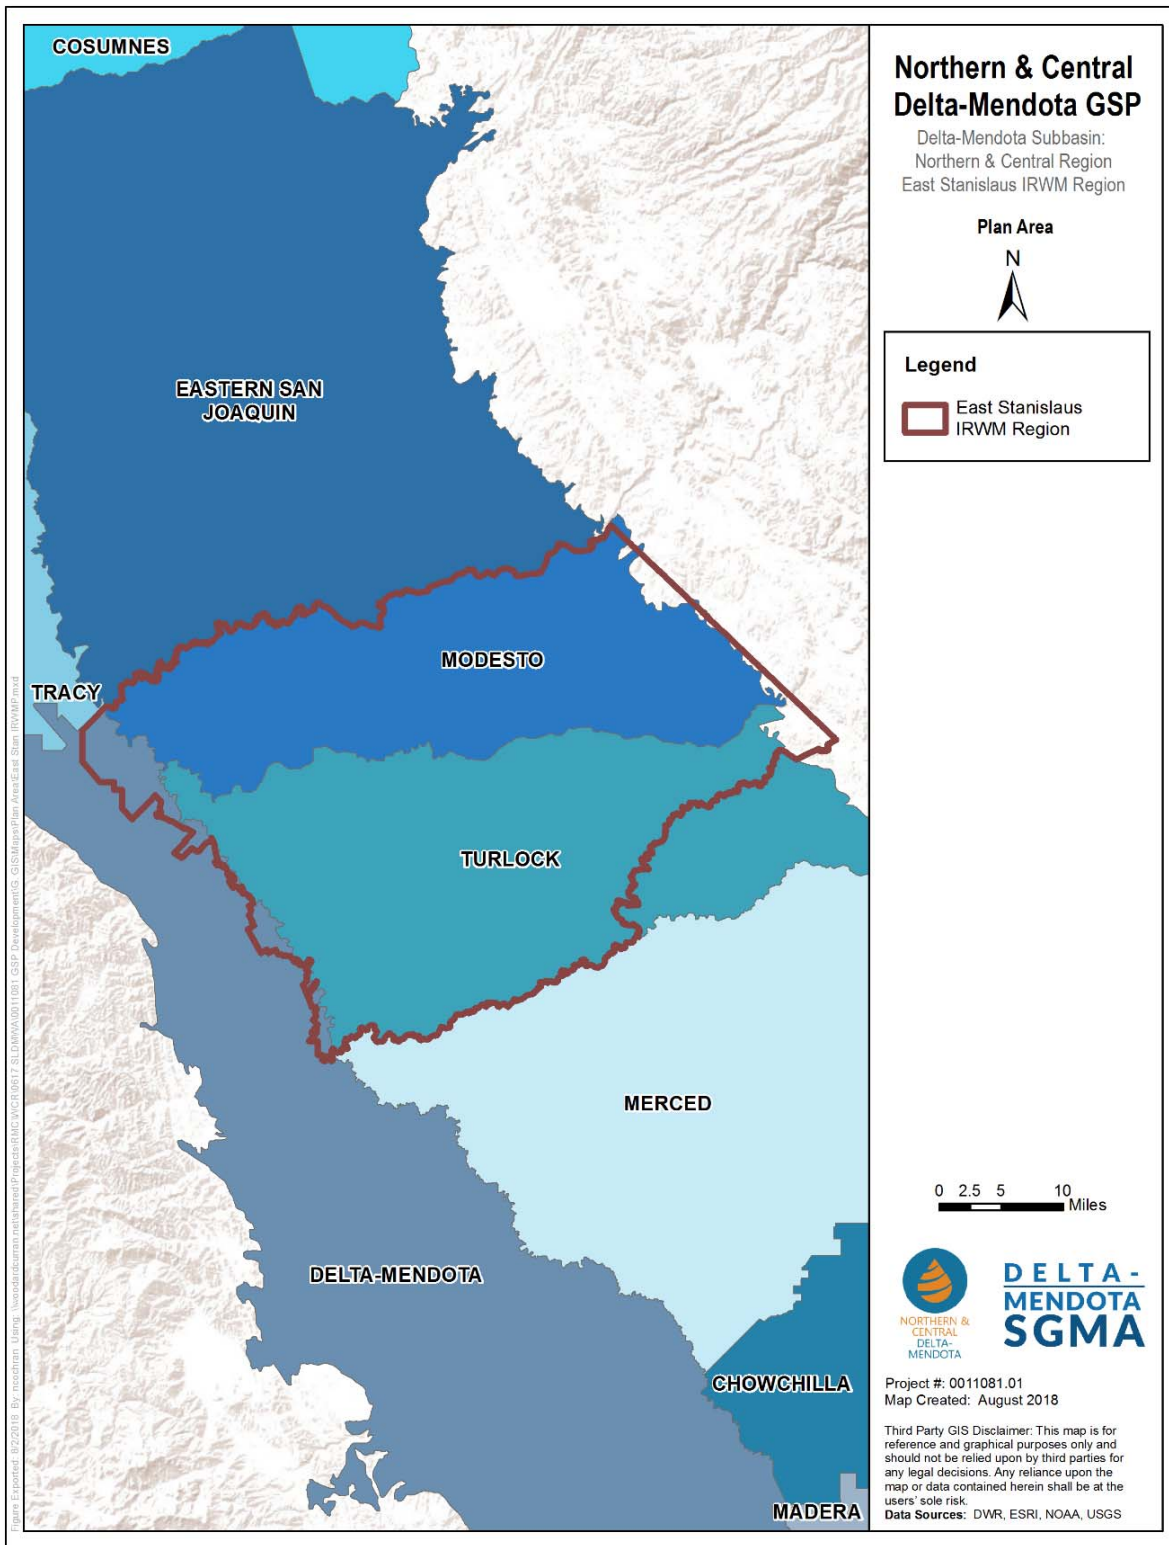 COSUMNES
EASTERN SAN
JOAQUIN
MODESTO
TRACY
TURLOCK
MERCED
DELTA-MENDOTA
CHOWCHILLA
MADERA
Northern & Central
Delta-Mendota GSP
Delta-Mendota Subbasin:
Northern & Central Region
East Stanislaus IRWM Region
Plan Area
N
Legend
East Stanislaus
IRWM Region
0 2.5 5 10
Miles
NORTHERN &
CENTRAL
DELTA-
MENDOTA
DELTA-
MENDOTA
SGMA
Project #: 0011081.01
Map Created: August 2018
Third Party GIS Disclaimer: This map is for
reference and graphical purposes only and
should not be relied upon by third parties for
any legal decisions. Any reliance upon the
map or data contained herein shall be at the
users' sole risk.
Data Sources: DWR, ESRI, NOAA, USGS